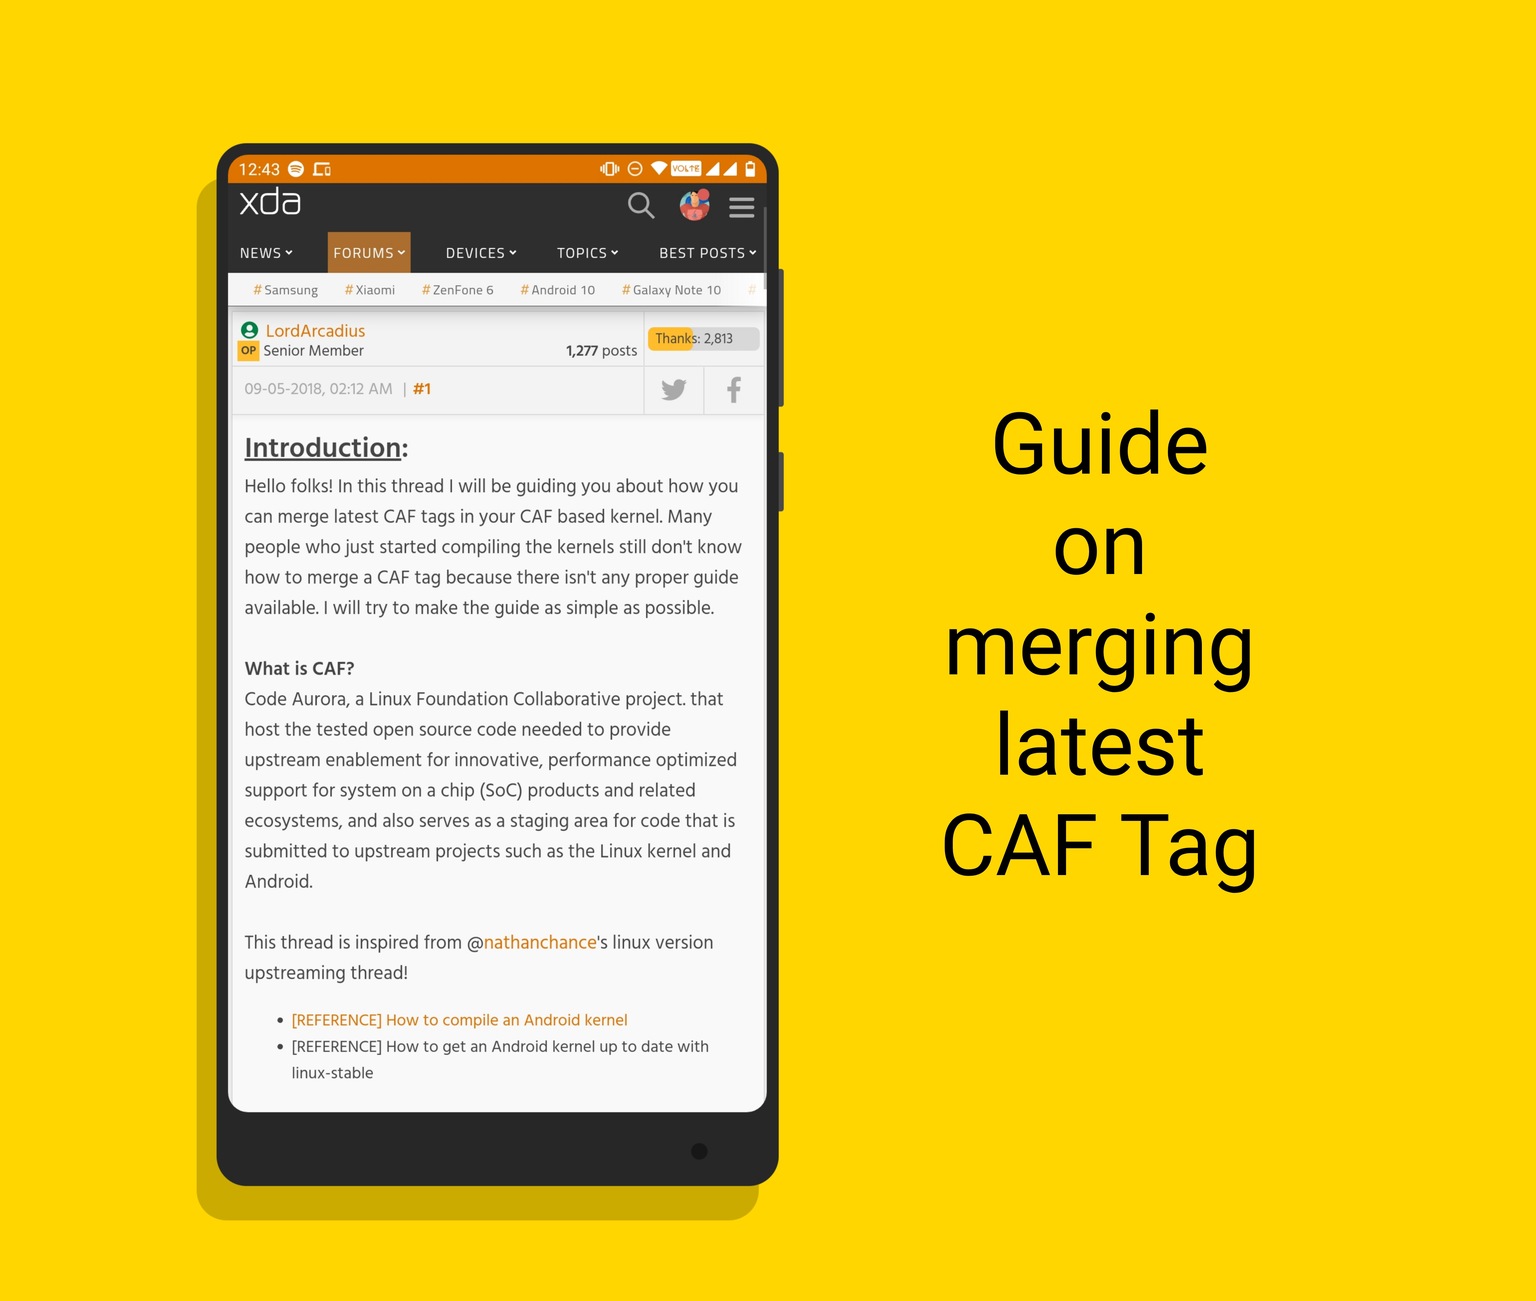 12:43
VOLTE
xda
NEWS FORUMS DEVICES TOPICS BEST POSTS
#Samsung #Xiaomi #ZenFone 6 #Android 10 #Galaxy Note 10 #
LordArcadius
OP Senior Member 1,277 posts
Thanks: 2,813
09-05-2018, 02:12 AM | #1
Introduction:
Hello folks! In this thread I will be guiding you about how you
can merge latest CAF tags in your CAF based kernel. Many
people who just started compiling the kernels still don't know
how to merge a CAF tag because there isn't any proper guide
available. I will try to make the guide as simple as possible.
What is CAF?
Code Aurora, a Linux Foundation Collaborative project. that
host the tested open source code needed to provide
upstream enablement for innovative, performance optimized
support for system on a chip (SoC) products and related
ecosystems, and also serves as a staging area for code that is
submitted to upstream projects such as the Linux kernel and
Android.
This thread is inspired from @nathanchance's linux version
upstreaming thread!
• [REFERENCE] How to compile an Android kernel
• [REFERENCE] How to get an Android kernel up to date with
linux-stable
Guide
on
merging
latest
CAF Tag